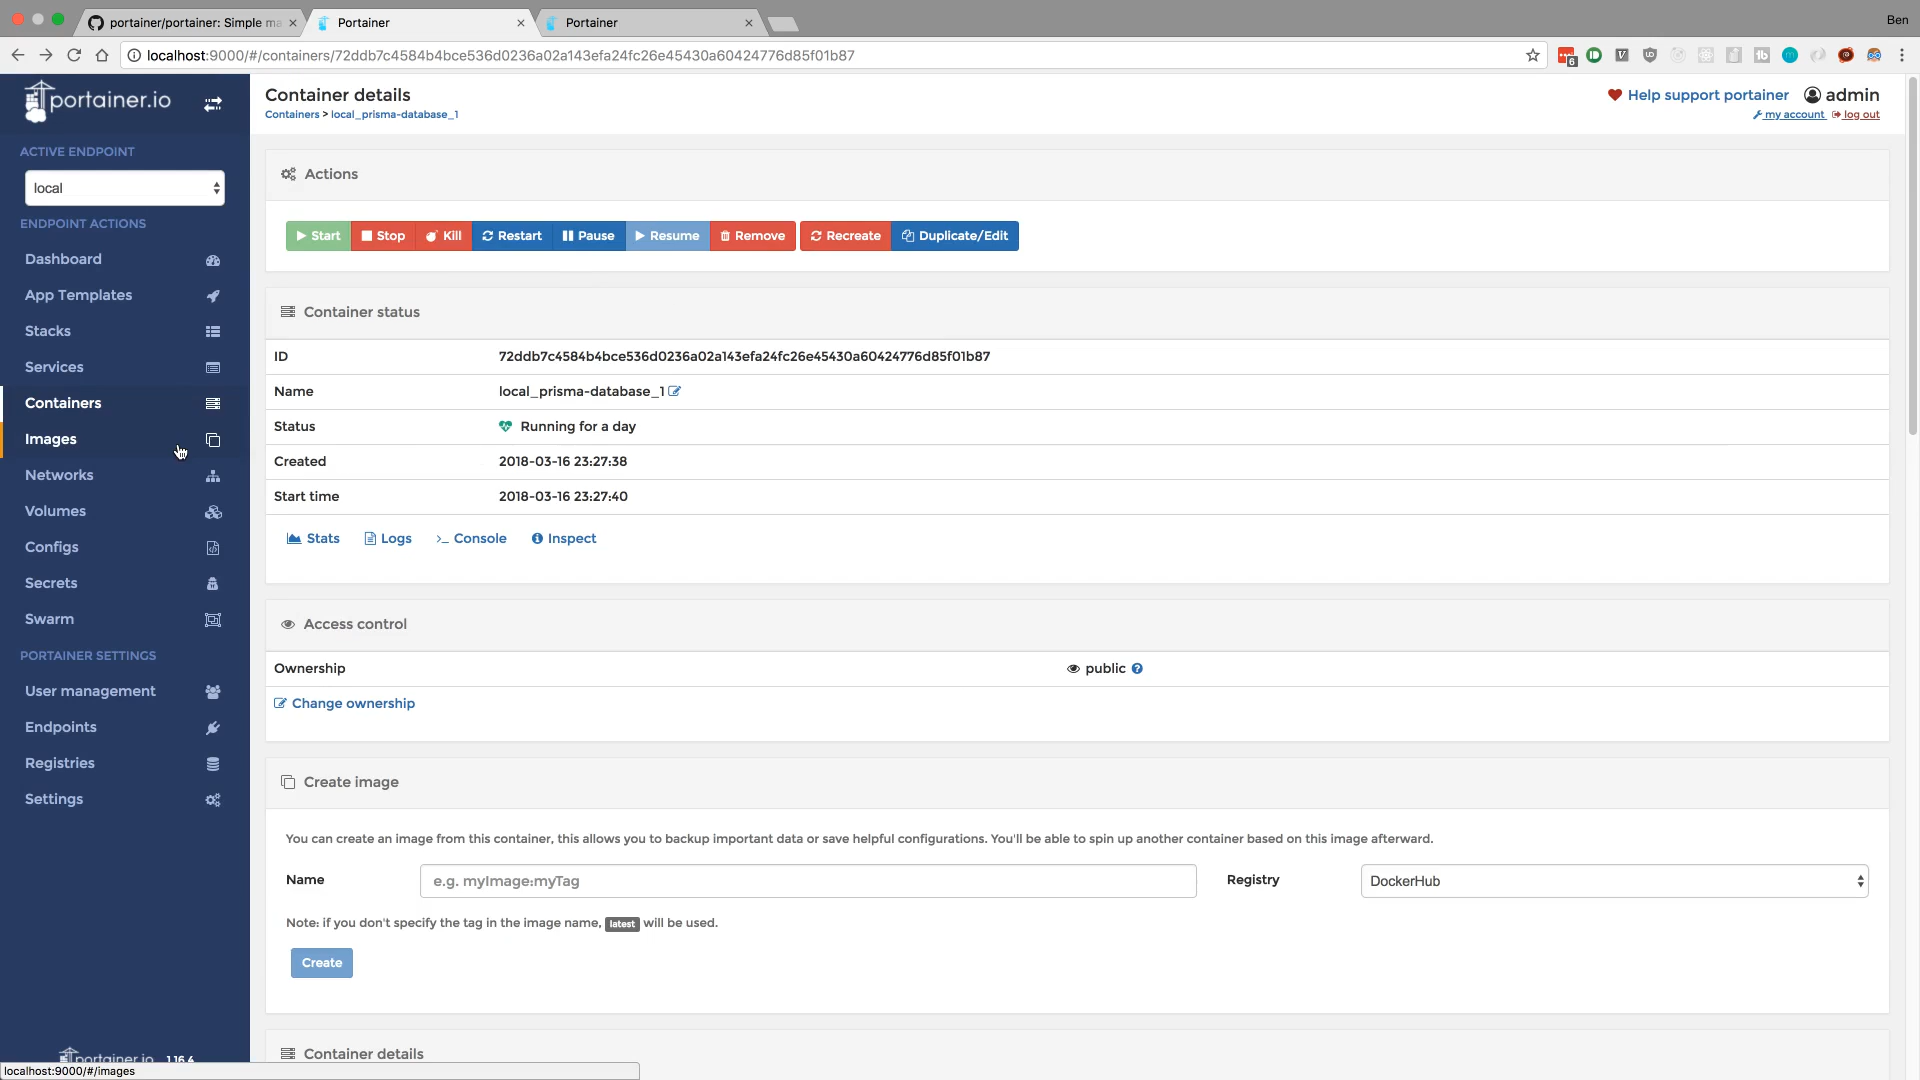 portainer/portainer: Simple ma
Portainer
Portainer
Ben
localhost:9000/#/containers/72ddb7c4584b4bce536d0236a02a143efa24fc26e45430a60424776d85f01b87
6
portainer.io
Container details
Containers > local_prisma-database_1
Help support portainer
admin
my account
log out
ACTIVE ENDPOINT
local
ENDPOINT ACTIONS
Dashboard
App Templates
Stacks
Services
Containers
Images
Networks
Volumes
Configs
Secrets
Swarm
PORTAINER SETTINGS
User management
Endpoints
Registries
Settings
portainer.io 1.16.4
localhost:9000/#/images
Actions
Start Stop Kill Restart Pause Resume Remove Recreate Duplicate/Edit
Container status
ID 72ddb7c4584b4bce536d0236a02a143efa24fc26e45430a60424776d85f01b87
Name local_prisma-database_1
Status Running for a day
Created 2018-03-16 23:27:38
Start time 2018-03-16 23:27:40
Stats Logs >_ Console Inspect
Access control
Ownership public
Change ownership
Create image
You can create an image from this container, this allows you to backup important data or save helpful configurations. You'll be able to spin up another container based on this image afterward.
Name e.g. myImage:myTag Registry DockerHub
Note: if you don't specify the tag in the image name, latest will be used.
Create
Container details